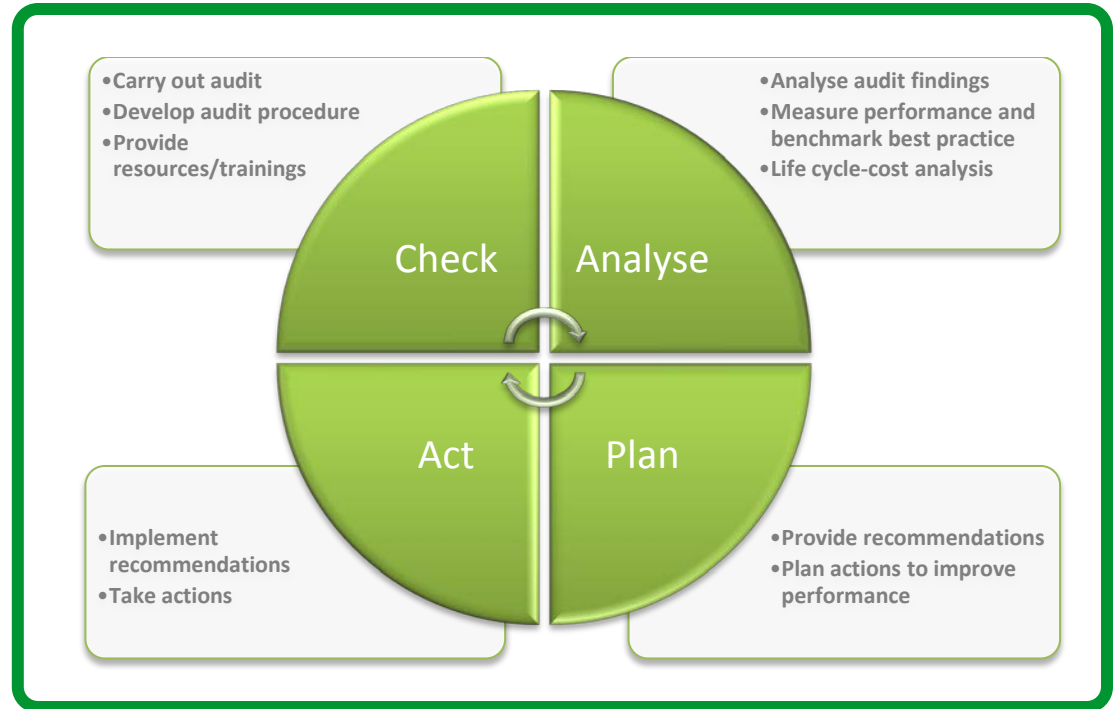 •Carry out audit
•Develop audit procedure
•Provide
resources/trainings
•Analyse audit findings
•Measure performance and
benchmark best practice
•Life cycle-cost analysis
Check
Analyse
Act
Plan
•Implement
recommendations
•Take actions
•Provide recommendations
•Plan actions to improve
performance